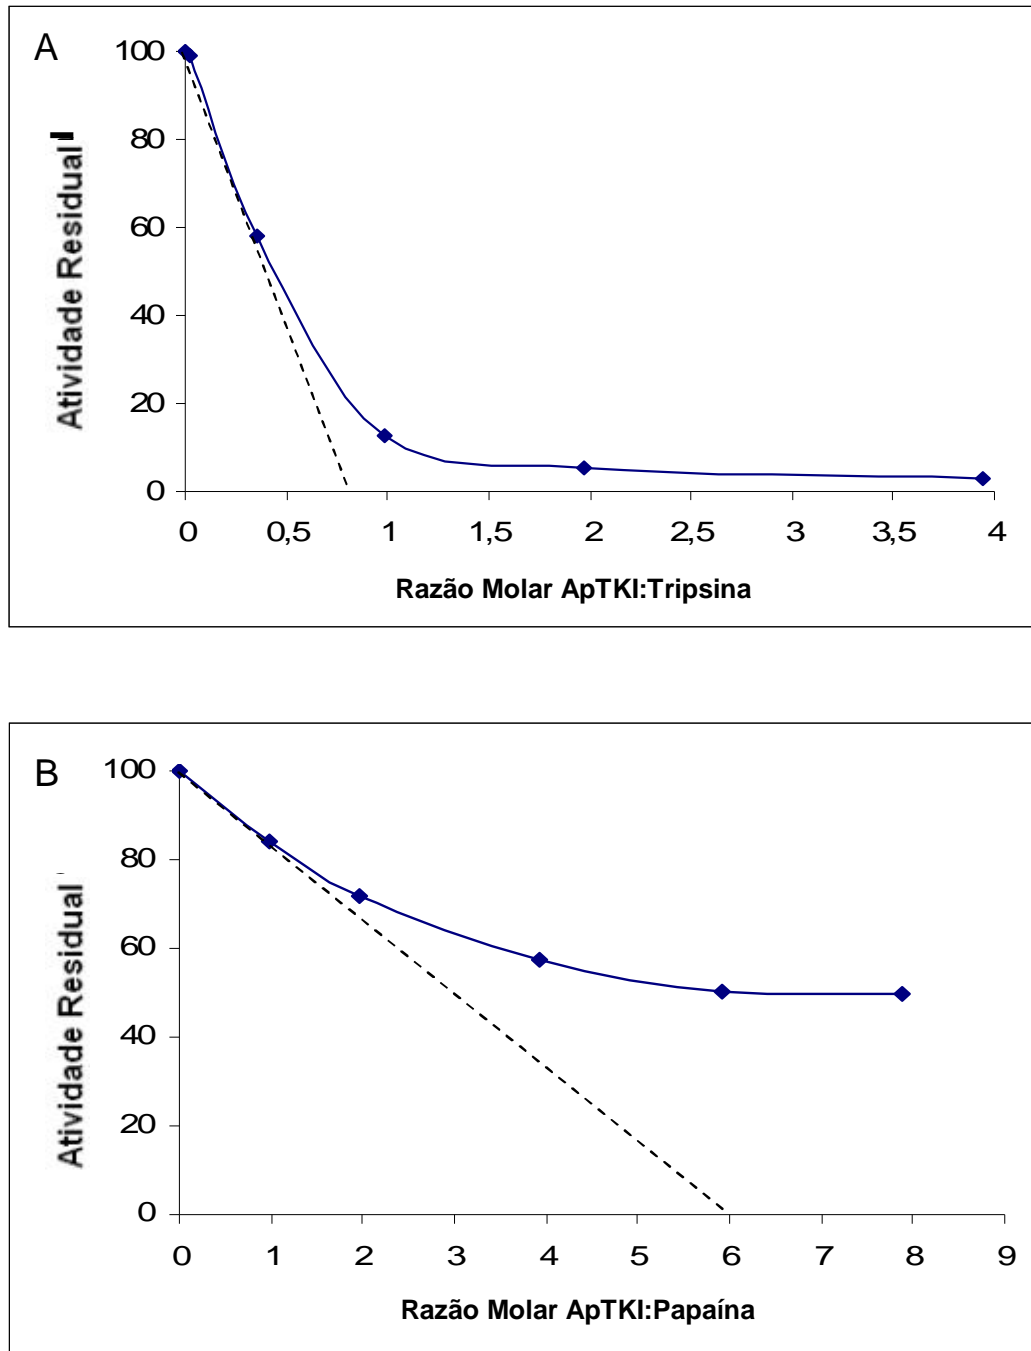 A
100
80
60
40
20
0
Atividade Residual
0 0,5 1 1,5 2 2,5 3 3,5 4
Razão Molar ApTKI:Tripsina
B
100
80
60
40
20
0
Atividade Residual
0 1 2 3 4 5 6 7 8 9
Razão Molar ApTKI:Papaína